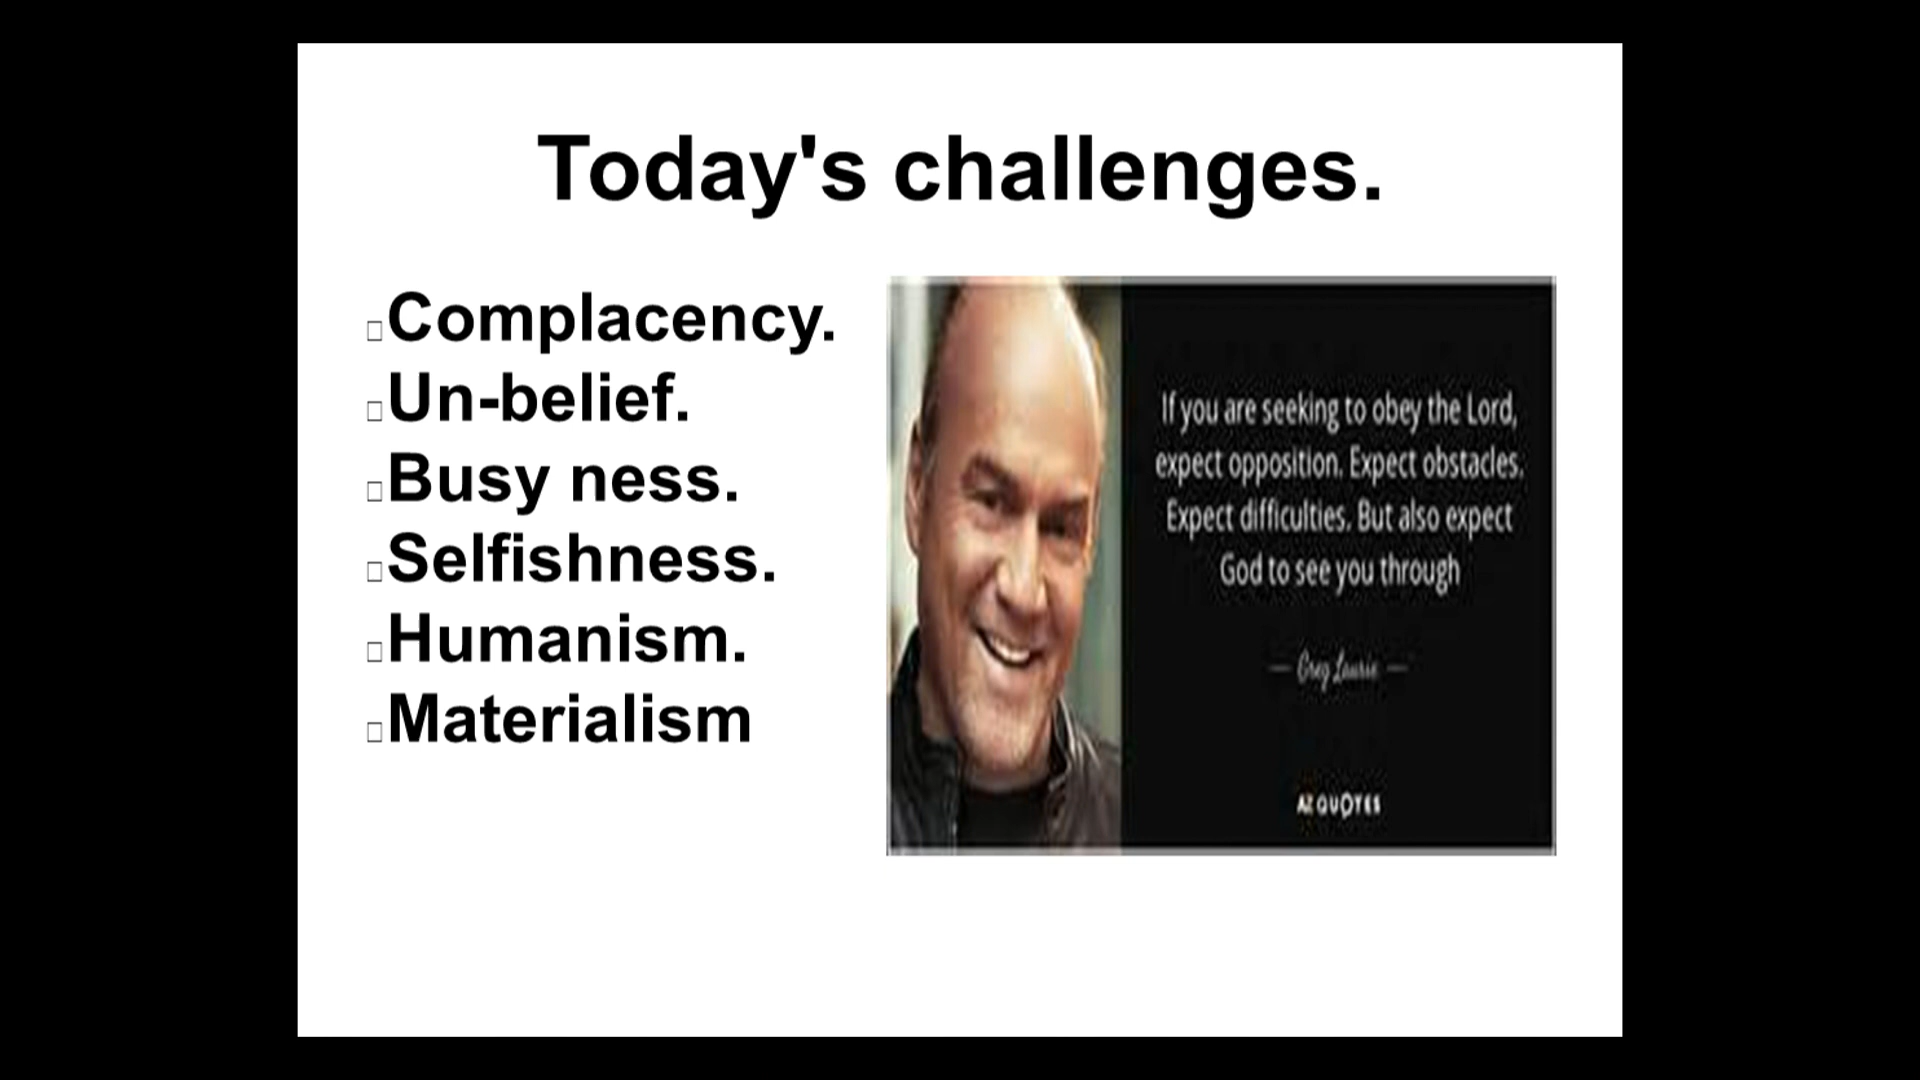 Today's challenges.
Complacency.
Un-belief.
Busy ness.
Selfishness.
Humanism.
Materialism
If you are seeking to obey the Lord,
expect opposition. Expect obstacles.
Expect difficulties. But also expect
God to see you through
— Greg Laurie —
AZ QUOTES